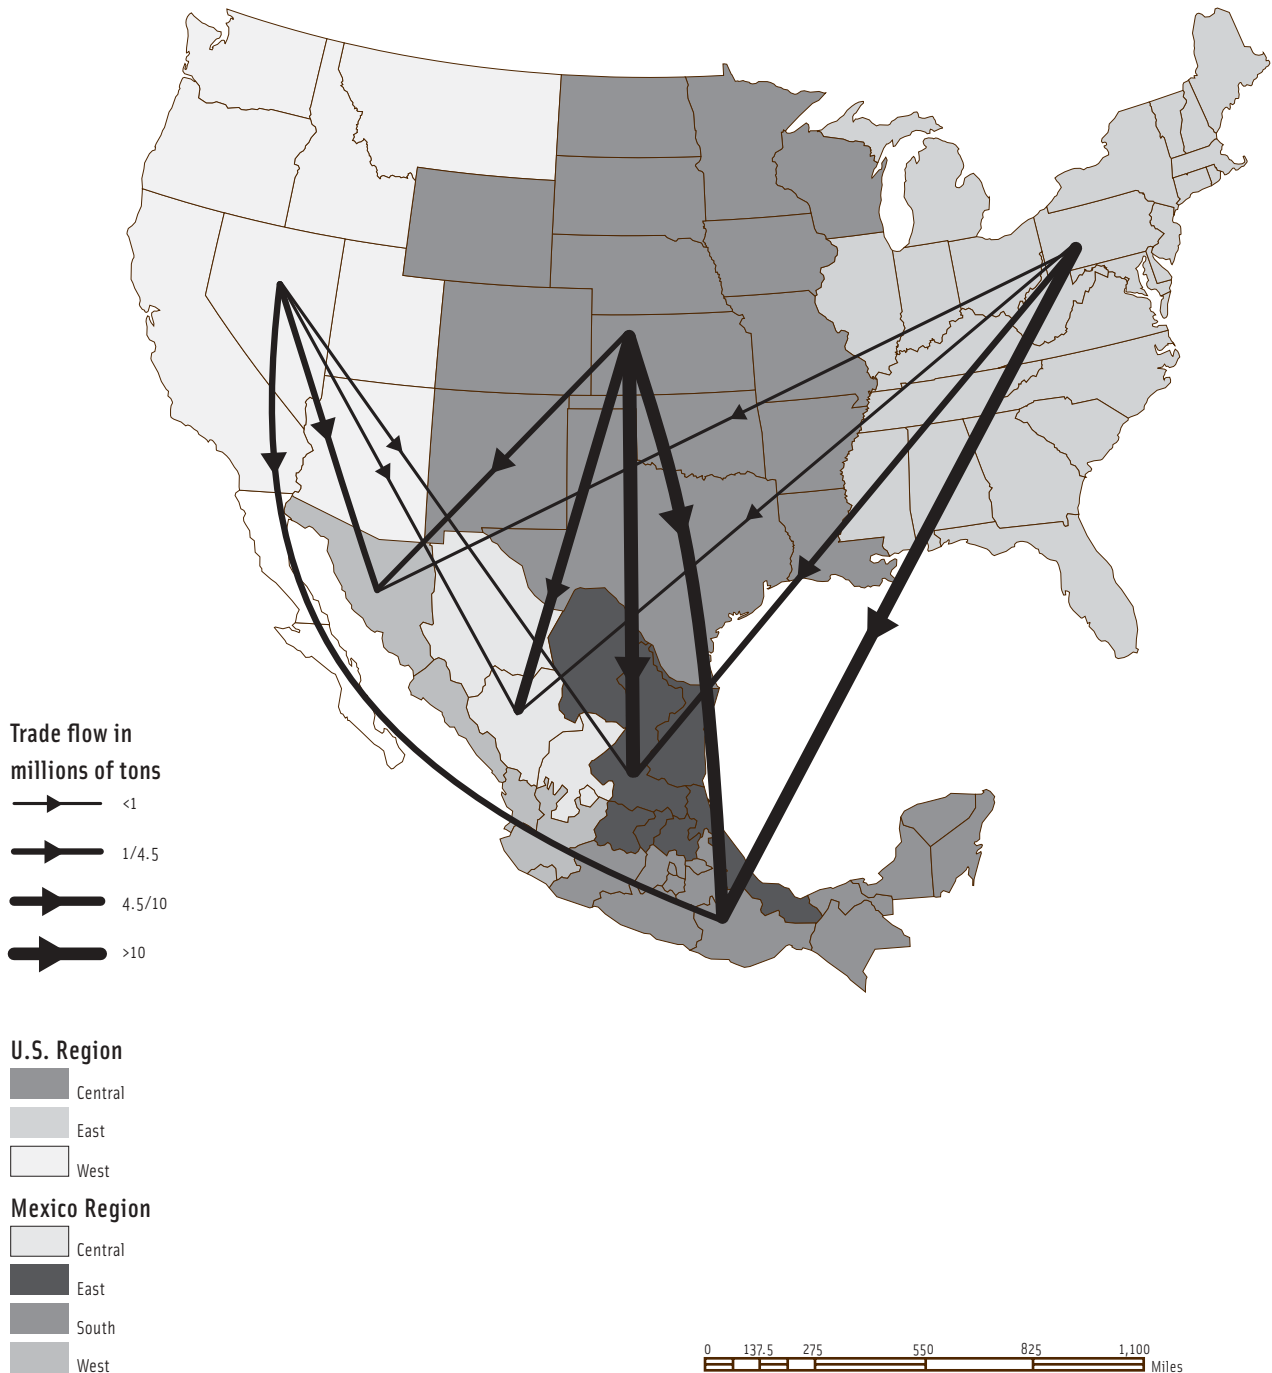 Trade flow in
millions of tons
<1
1/4.5
4.5/10
>10
U.S. Region
Central
East
West
Mexico Region
Central
East
South
West
0 137.5 275 550 825 1,100
Miles